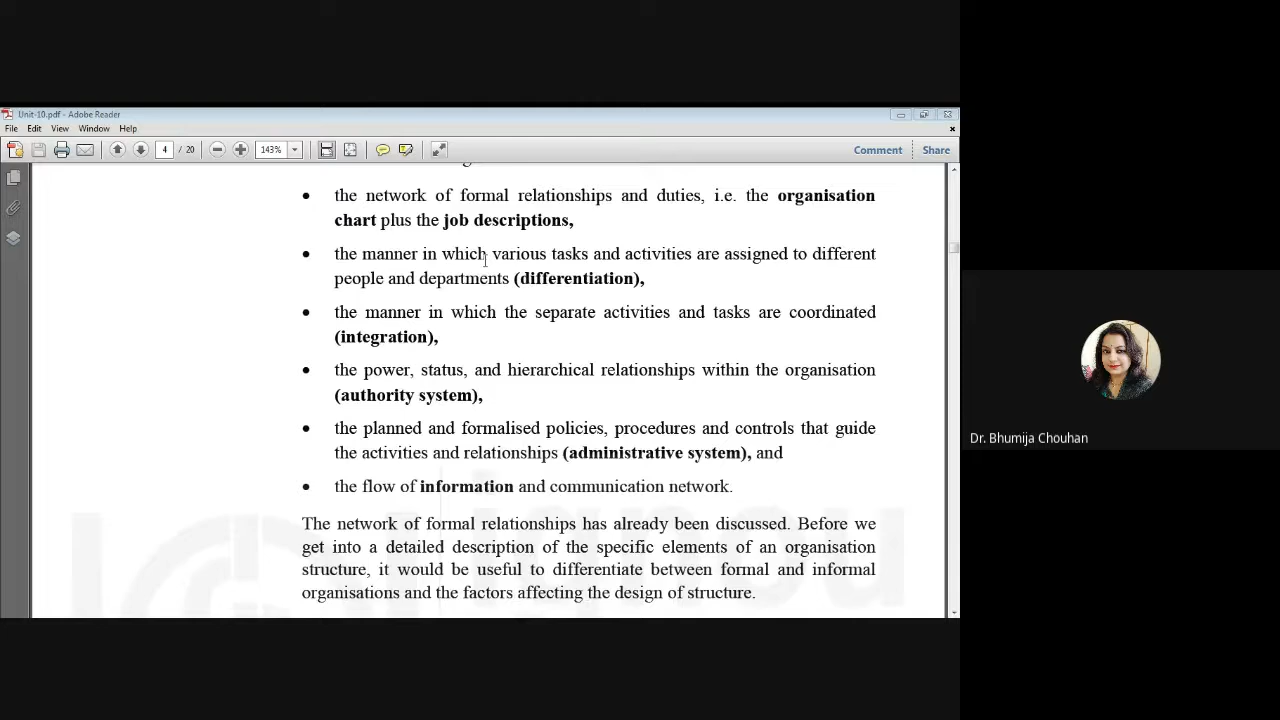 Unit-10.pdf - Adobe Reader
File Edit View Window Help
4 / 20 143% Comment Share
• the network of formal relationships and duties, i.e. the organisation
chart plus the job descriptions,
• the manner in which various tasks and activities are assigned to different
people and departments (differentiation),
• the manner in which the separate activities and tasks are coordinated
(integration),
• the power, status, and hierarchical relationships within the organisation
(authority system),
• the planned and formalised policies, procedures and controls that guide
the activities and relationships (administrative system), and
• the flow of information and communication network.
The network of formal relationships has already been discussed. Before we
get into a detailed description of the specific elements of an organisation
structure, it would be useful to differentiate between formal and informal
organisations and the factors affecting the design of structure.
ignou
Dr. Bhumija Chouhan